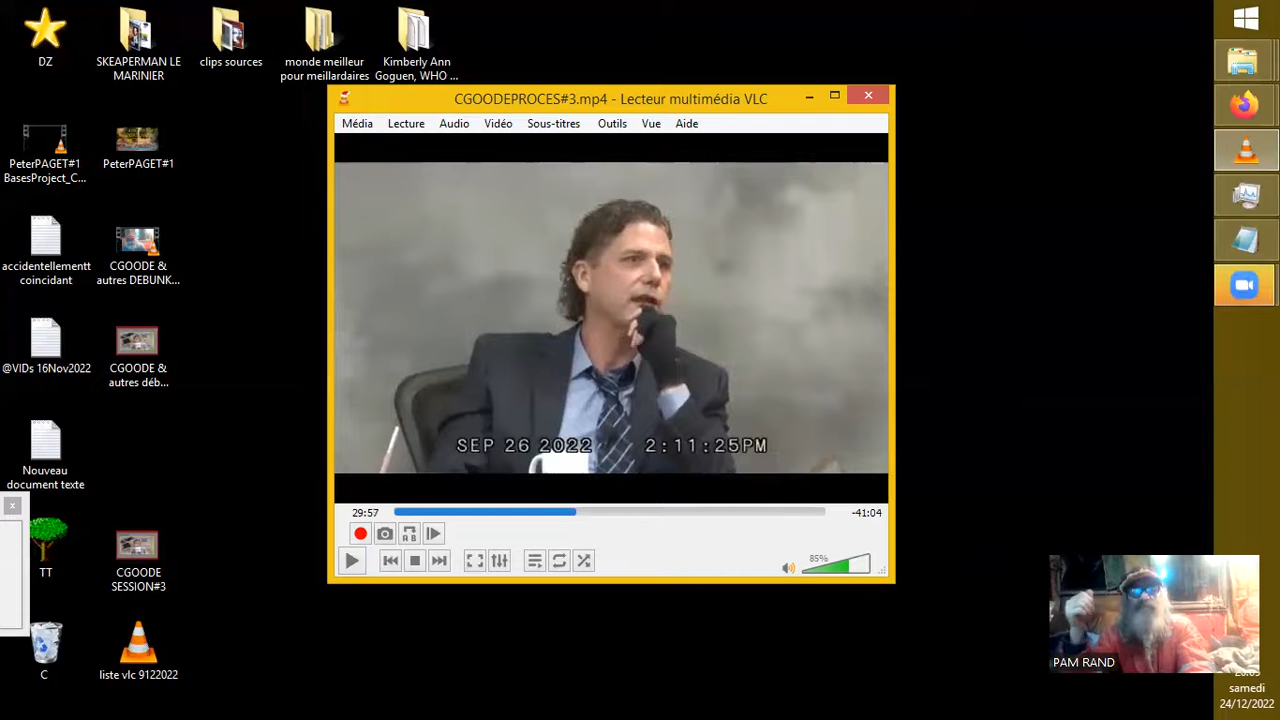 DZ
SKEAPERMAN LE
MARINIER
clips sources
monde meilleur
pour meillardaires
Kimberly Ann
Goguen, WHO ...
CGOODEPROCES#3.mp4 - Lecteur multimédia VLC
Média Lecture Audio Vidéo Sous-titres Outils Vue Aide
PeterPAGET#1
BasesProject_C...
PeterPAGET#1
accidentellementt
coincidant
CGOODE &
autres DEBUNK...
@VIDs 16Nov2022
CGOODE &
autres déb...
Nouveau
document texte
SEP 26 2022 2:11:25PM
29:57
-41:04
A B
85%
x
TT
CGOODE
SESSION#3
C
liste vlc 9122022
PAM RAND
samedi
24/12/2022